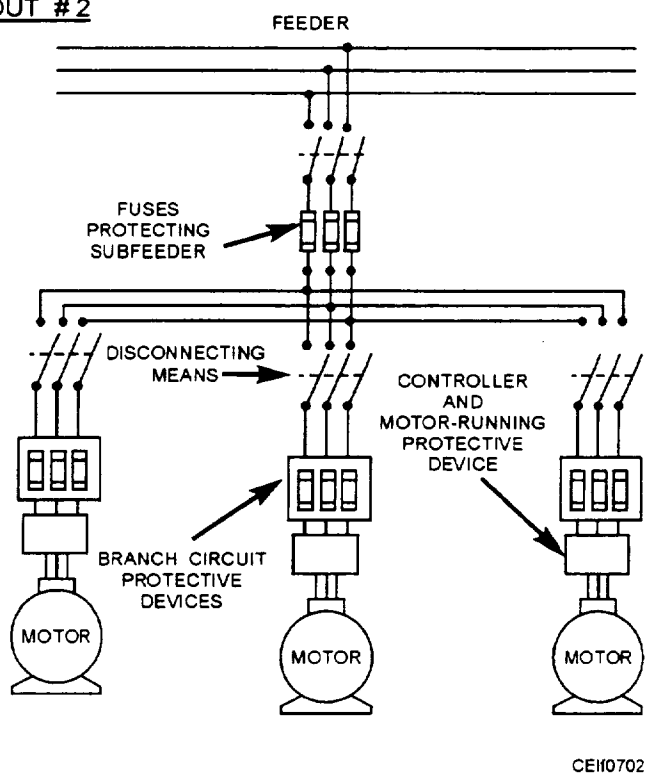 OUT #2
FEEDER
FUSES
PROTECTING
SUBFEEDER
DISCONNECTING
MEANS
CONTROLLER
AND
MOTOR-RUNNING
PROTECTIVE
DEVICE
BRANCH CIRCUIT
PROTECTIVE
DEVICES
MOTOR
MOTOR
MOTOR
CEIf0702